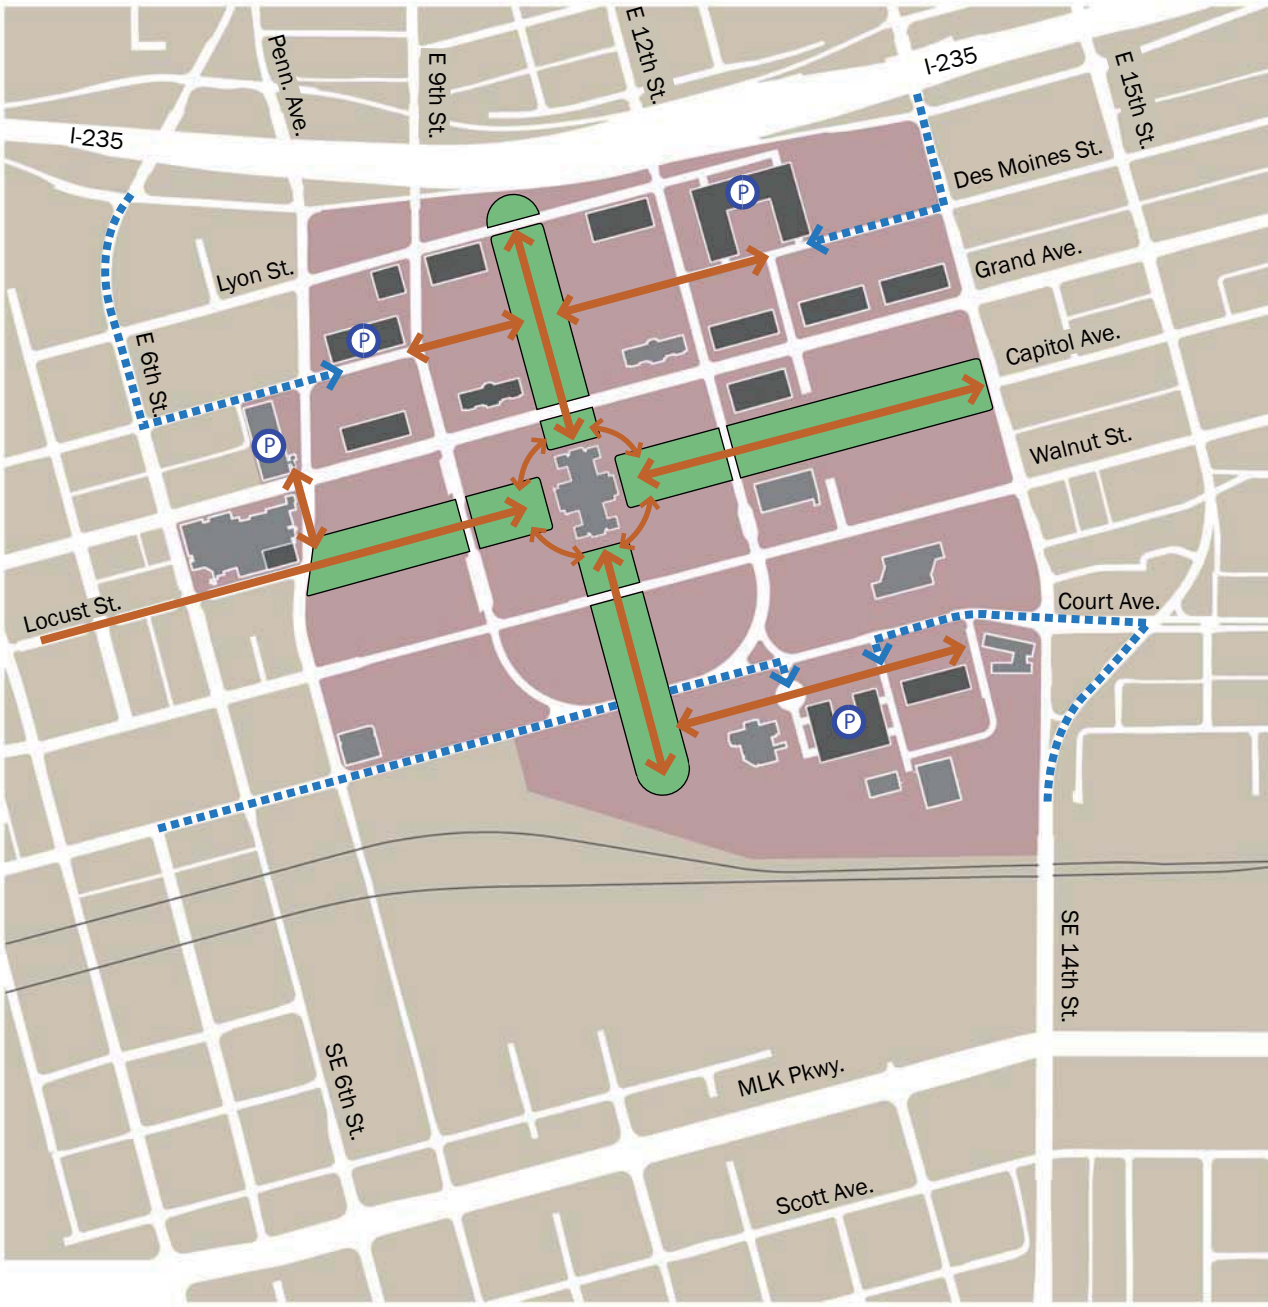 E 12th St.
Penn. Ave.
E 9th St.
I-235
E 15th St.
I-235
Des Moines St.
P
Grand Ave.
Lyon St.
P
E 6th St.
Capitol Ave.
P
Walnut St.
Locust St.
Court Ave.
P
SE 14th St.
SE 6th St.
MLK Pkwy.
Scott Ave.